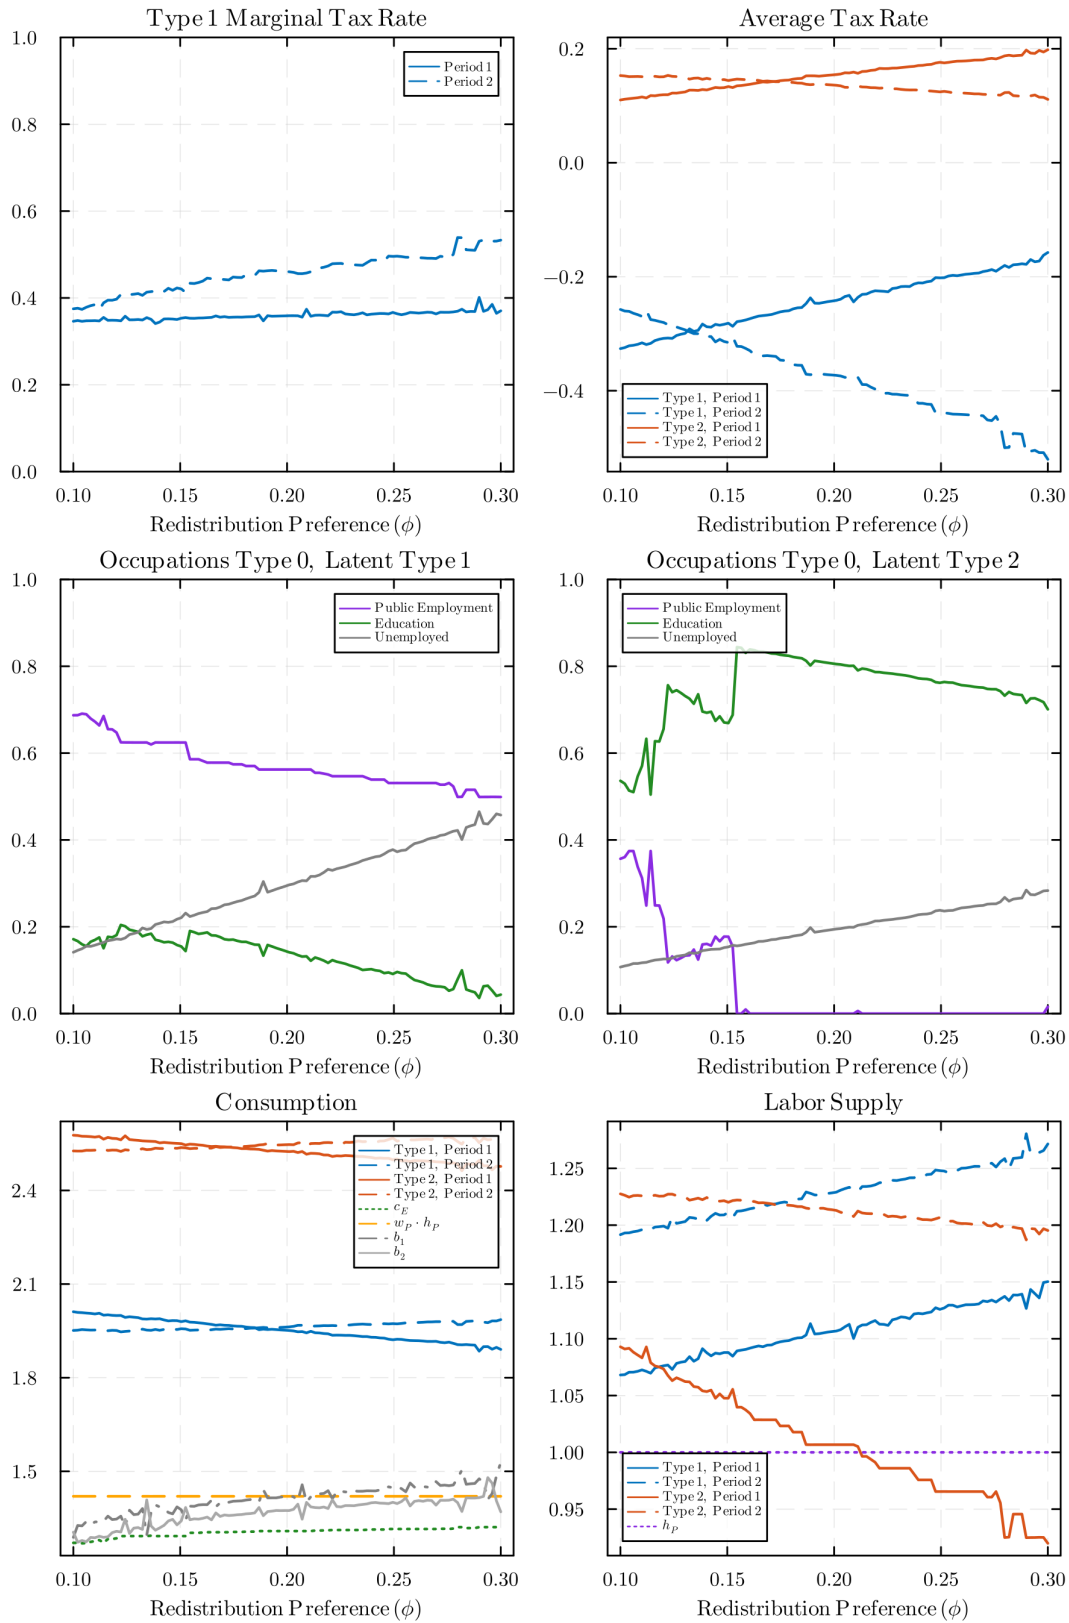 Type 1 Marginal Tax Rate
1.0
0.8
0.6
0.4
0.2
0.0
Period 1
Period 2
0.10 0.15 0.20 0.25 0.30
Redistribution Preference (ϕ)
Average Tax Rate
0.2
0.0
−0.2
−0.4
Type 1, Period 1
Type 1, Period 2
Type 2, Period 1
Type 2, Period 2
0.10 0.15 0.20 0.25 0.30
Redistribution Preference (ϕ)
Occupations Type 0, Latent Type 1
1.0
0.8
0.6
0.4
0.2
0.0
Public Employment
Education
Unemployed
0.10 0.15 0.20 0.25 0.30
Redistribution Preference (ϕ)
Occupations Type 0, Latent Type 2
1.0
0.8
0.6
0.4
0.2
0.0
Public Employment
Education
Unemployed
0.10 0.15 0.20 0.25 0.30
Redistribution Preference (ϕ)
Consumption
2.4
2.1
1.8
1.5
Type 1, Period 1
Type 1, Period 2
Type 2, Period 1
Type 2, Period 2
c_E
w_P · h_P
b_1
b_2
0.10 0.15 0.20 0.25 0.30
Redistribution Preference (ϕ)
Labor Supply
1.25
1.20
1.15
1.10
1.05
1.00
0.95
Type 1, Period 1
Type 1, Period 2
Type 2, Period 1
Type 2, Period 2
h_P
0.10 0.15 0.20 0.25 0.30
Redistribution Preference (ϕ)